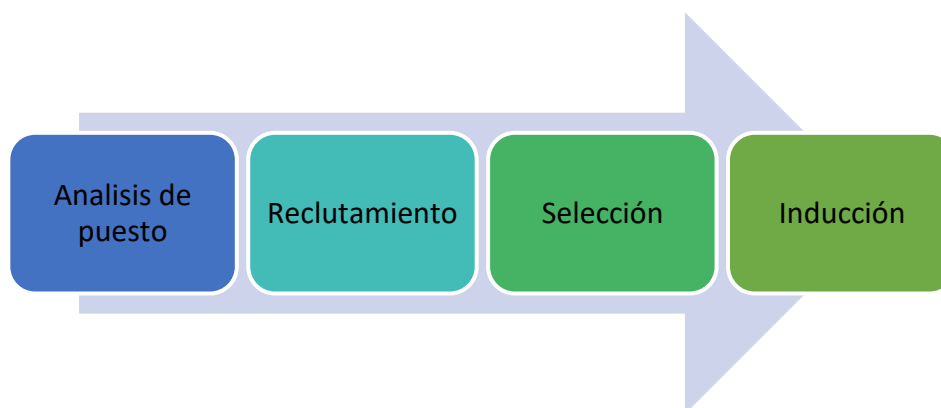 Analisis de
puesto
Reclutamiento
Selección
Inducción